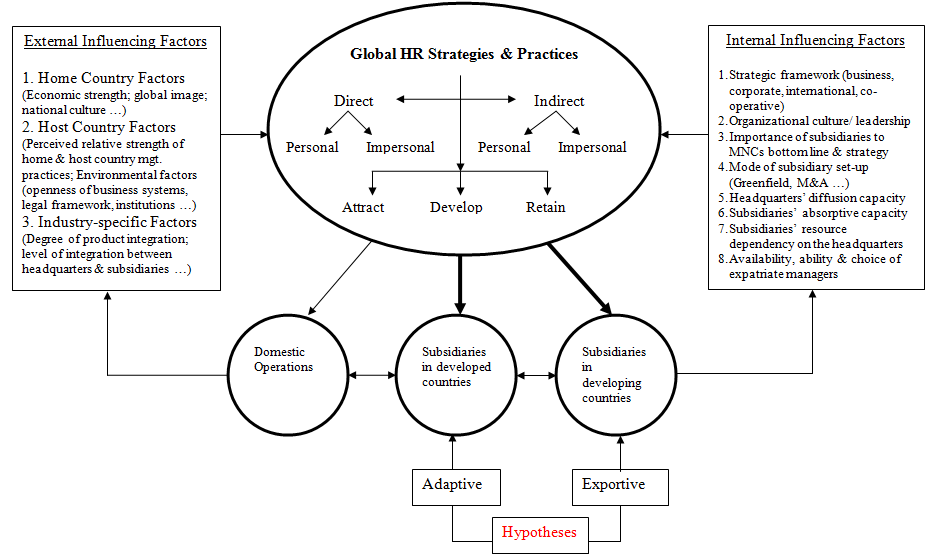 External Influencing Factors
1. Home Country Factors
(Economic strength; global image;
national culture …)
2. Host Country Factors
(Perceived relative strength of
home & host country mgt.
practices; Environmental factors
(openness of business systems,
legal framework, institutions …)
3. Industry-specific Factors
(Degree of product integration;
level of integration between
headquarters & subsidiaries …)
Global HR Strategies & Practices
Direct
Indirect
Personal
Impersonal
Personal
Impersonal
Attract
Develop
Retain
Internal Influencing Factors
1. Strategic framework (business,
corporate, international, co-
operative)
2. Organizational culture/ leadership
3. Importance of subsidiaries to
MNCs bottom line & strategy
4. Mode of subsidiary set-up
(Greenfield, M&A …)
5. Headquarters’ diffusion capacity
6. Subsidiaries’ absorptive capacity
7. Subsidiaries’ resource
dependency on the headquarters
8. Availability, ability & choice of
expatriate managers
Domestic
Operations
Subsidiaries
in developed
countries
Subsidiaries
in
developing
countries
Adaptive
Exportive
Hypotheses